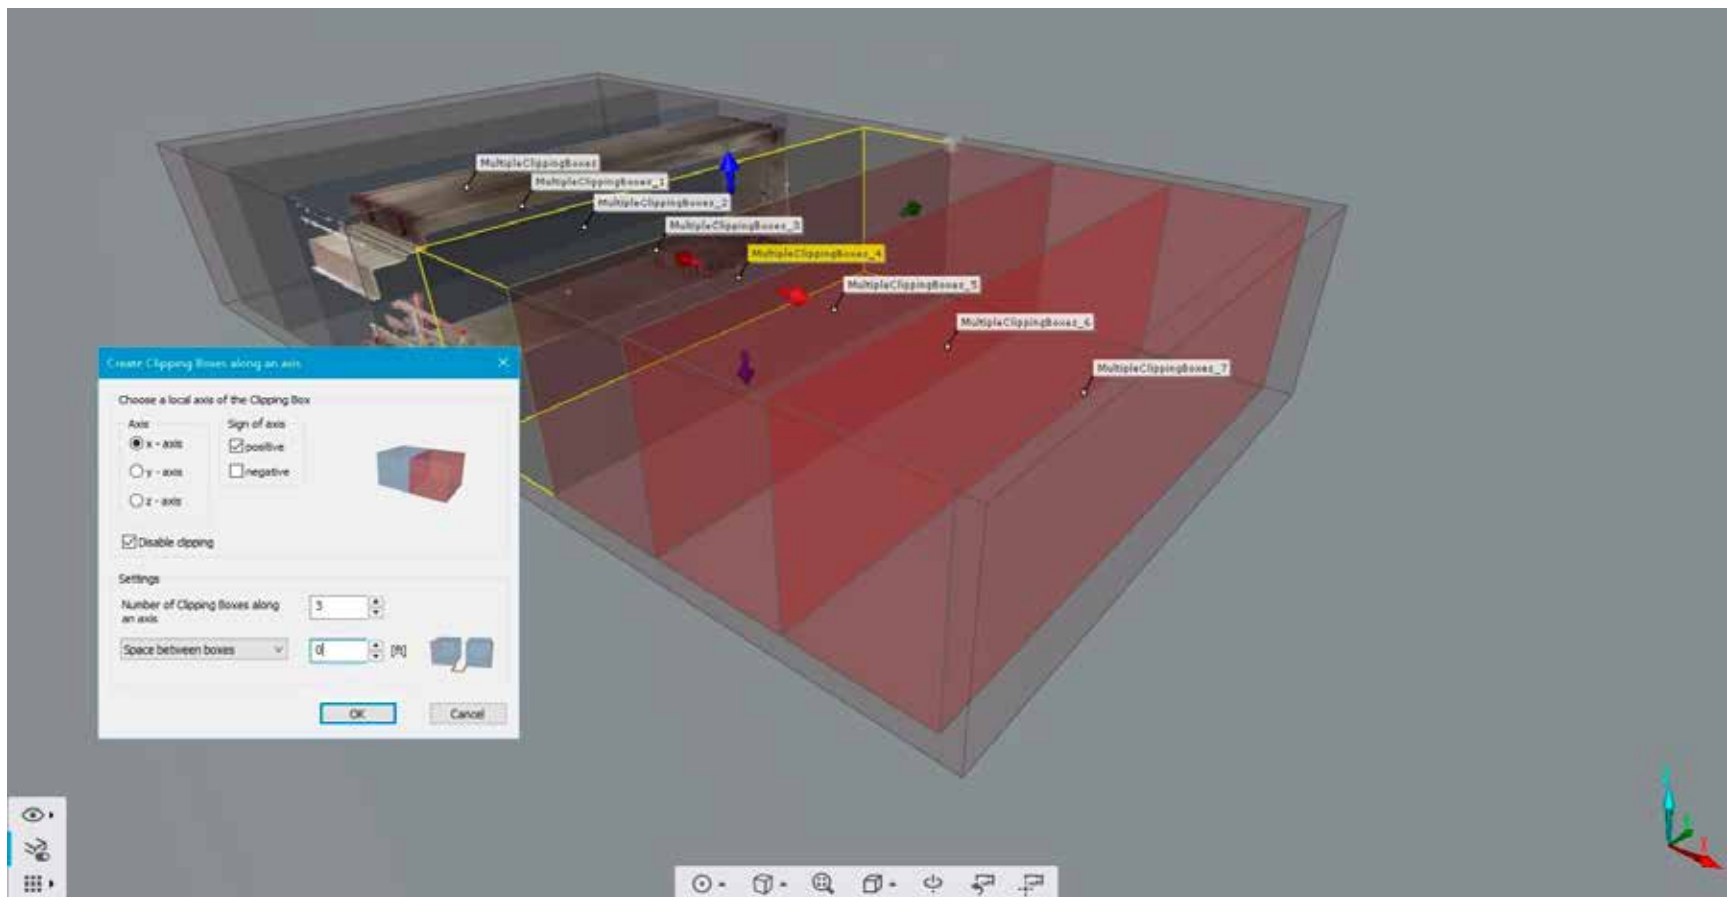 MultipleClippingBoxes
MultipleClippingBoxes_1
MultipleClippingBoxes_2
MultipleClippingBoxes_3
MultipleClippingBoxes_4
MultipleClippingBoxes_5
MultipleClippingBoxes_6
MultipleClippingBoxes_7
Create Clipping Boxes along an axis
Choose a local axis of the Clipping Box
Axis
Sign of axis
x - axis
positive
y - axis
negative
z - axis
Disable clipping
Settings
Number of Clipping Boxes along
an axis
3
Space between boxes
0
[ft]
OK
Cancel